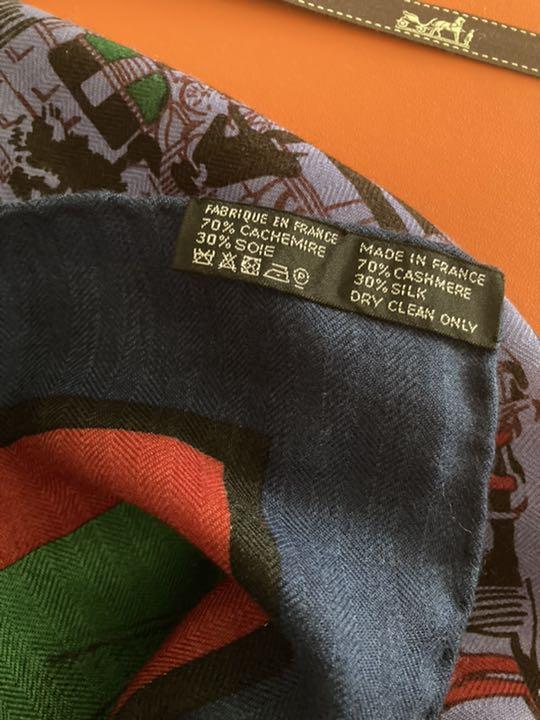 FABRIQUE EN FRANCE
70% CACHEMIRE
30% SOIE
MADE IN FRANCE
70% CASHMERE
30% SILK
DRY CLEAN ONLY